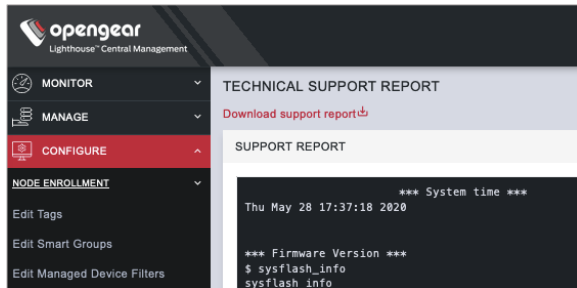 opengear
Lighthouse™ Central Management
MONITOR
MANAGE
CONFIGURE
NODE ENROLLMENT
Edit Tags
Edit Smart Groups
Edit Managed Device Filters
TECHNICAL SUPPORT REPORT
Download support report
SUPPORT REPORT
*** System time ***
Thu May 28 17:37:18 2020
*** Firmware Version ***
$ sysflash_info
sysflash info